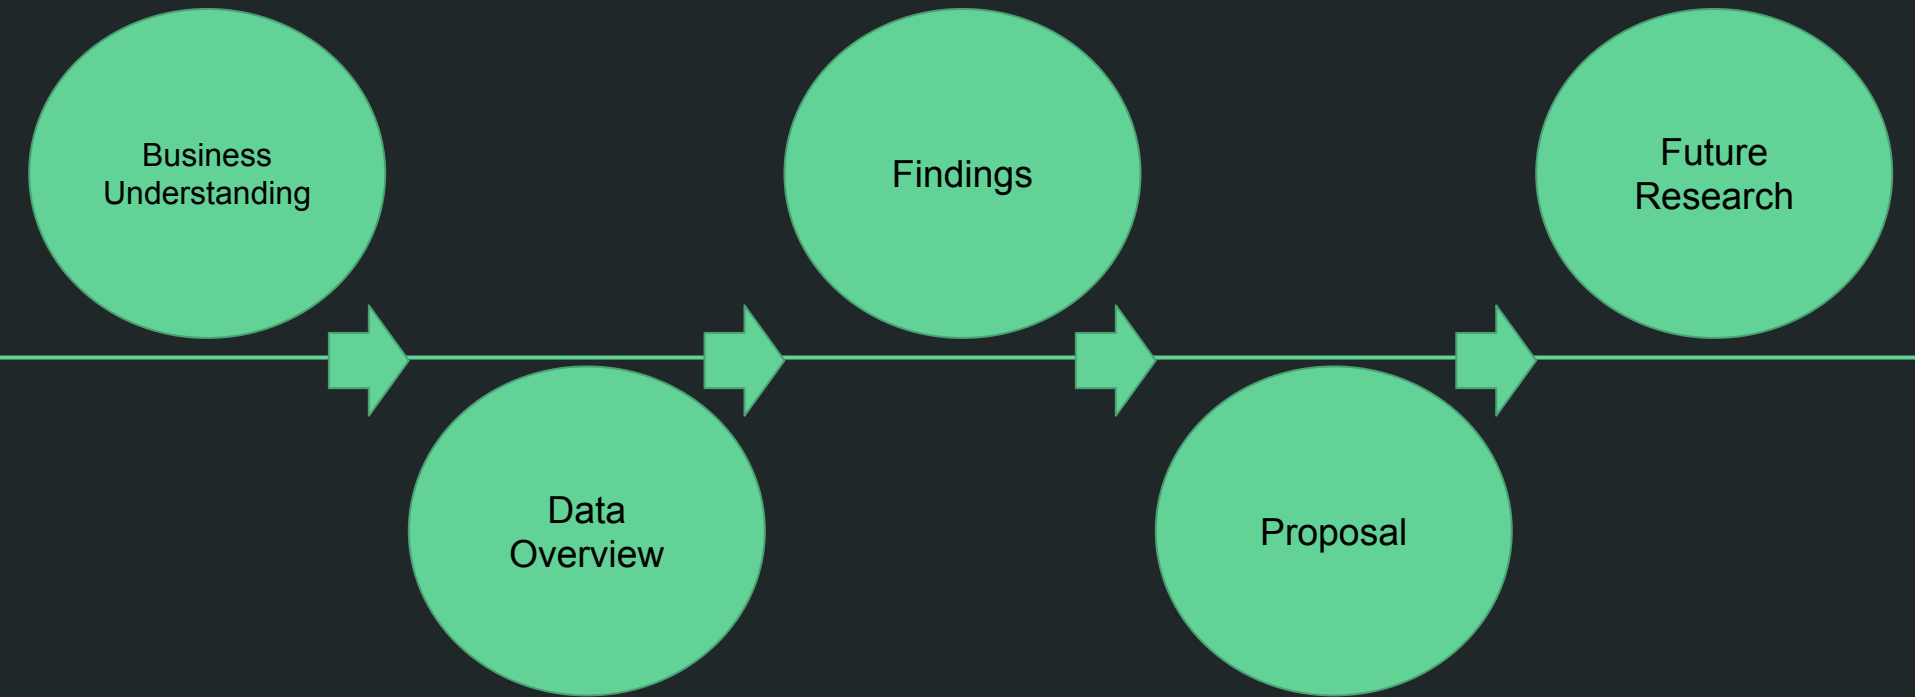 Business
Understanding
Data
Overview
Findings
Proposal
Future
Research